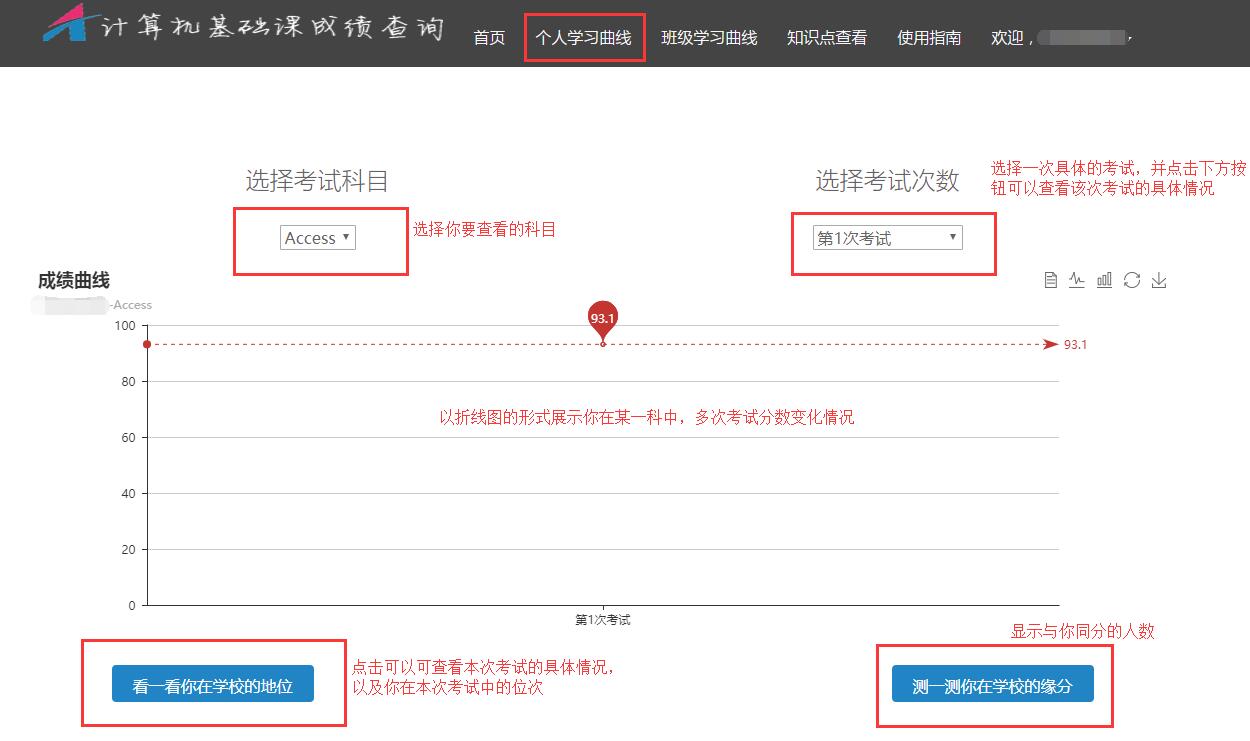 计算机基础课成绩查询
首页 个人学习曲线 班级学习曲线 知识点查看 使用指南 欢迎，
选择考试科目
选择考试次数
选择一次具体的考试，并点击下方按
钮可以查看该次考试的具体情况
Access
选择你要查看的科目
第1次考试
成绩曲线
-Access
100
93.1
93.1
80
以折线图的形式展示你在某一科中，多次考试分数变化情况
60
40
20
0
第1次考试
显示与你同分的人数
看一看你在学校的地位
点击可以可查看本次考试的具体情况，
以及你在本次考试中的位次
测一测你在学校的缘分